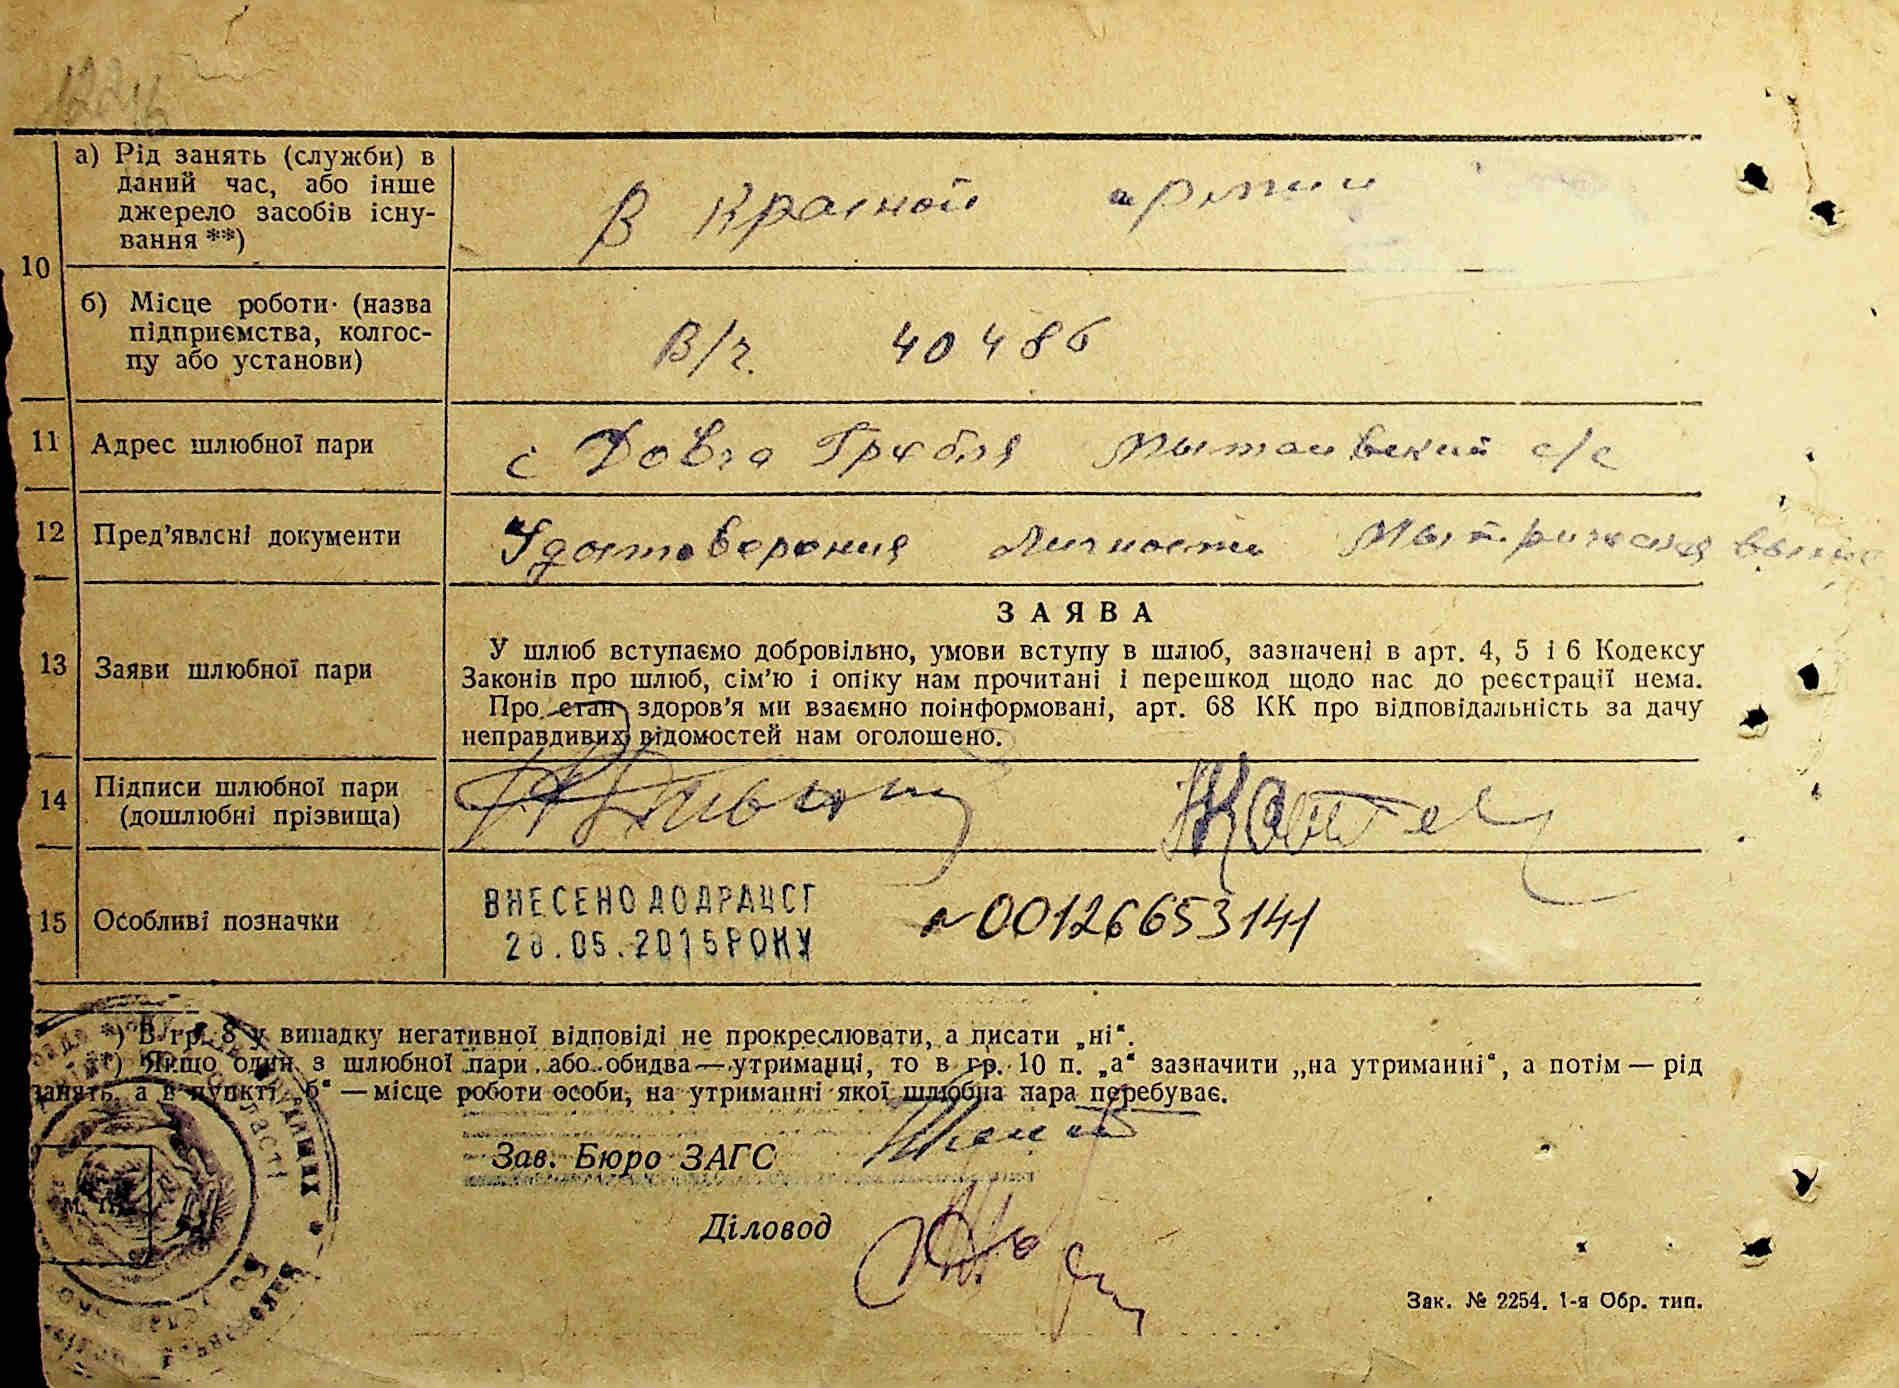 а) Рід занять (служби) в
даний час, або інше
джерело засобів існу-
вання **)
В Красной армии
10
б) Місце роботи (назва
підприємства, колгос-
пу або установи)
В/ч. 40486
11 Адрес шлюбної пари
с Довга Гребля с/с
12 Пред’явлєні документи
Удостоверения Личности
13 Заяви шлюбної пари
ЗАЯВА
У шлюб вступаємо добровільно, умови вступу в шлюб, зазначені в арт. 4, 5 і 6 Кодексу
Законів про шлюб, сім’ю і опіку нам прочитані і перешкод щодо нас до реєстрації нема.
Про стан здоров’я ми взаємно поінформовані, арт. 68 КК про відповідальність за дачу
неправдивих відомостей нам оголошено.
14 Підписи шлюбної пари
(дошлюбні прізвища)
15 Особливі позначки
ВНЕСЕНО ДО ДРАЦСГ
20.05.2015 РОКУ
№00126653141
*) В гр. 8 у випадку негативної відповіді не прокреслювати, а писати „ні“.
**) Якщо один з шлюбної пари або обидва — утриманці, то в гр. 10 п. „а“ зазначити „на утриманні“, а потім — рід
занять, а в пункті „б“ — місце роботи особи, на утриманні якої шлюбна пара перебуває.
Зав. Бюро ЗАГС
М. П.
Діловод
Зак. № 2254. 1-я Обр. тип.